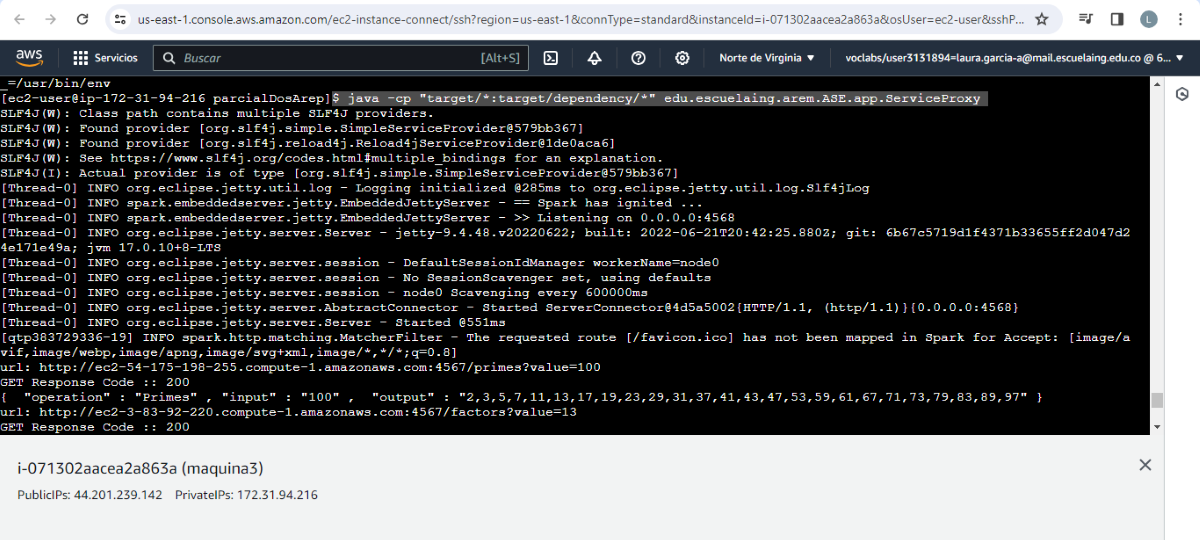 us-east-1.console.aws.amazon.com/ec2-instance-connect/ssh?region=us-east-1&connType=standard&instanceId=i-071302aacea2a863a&osUser=ec2-user&sshP...
L
aws
Servicios
Buscar
[Alt+S]
Norte de Virginia
voclabs/user3131894=laura.garcia-a@mail.escuelaing.edu.co @ 6...
_=/usr/bin/env
[ec2-user@ip-172-31-94-216 parcialDosArep]$ java -cp "target/*:target/dependency/*" edu.escuelaing.arem.ASE.app.ServiceProxy
SLF4J(W): Class path contains multiple SLF4J providers.
SLF4J(W): Found provider [org.slf4j.simple.SimpleServiceProvider@579bb367]
SLF4J(W): Found provider [org.slf4j.reload4j.Reload4jServiceProvider@1de0aca6]
SLF4J(W): See https://www.slf4j.org/codes.html#multiple_bindings for an explanation.
SLF4J(I): Actual provider is of type [org.slf4j.simple.SimpleServiceProvider@579bb367]
[Thread-0] INFO org.eclipse.jetty.util.log - Logging initialized @285ms to org.eclipse.jetty.util.log.Slf4jLog
[Thread-0] INFO spark.embeddedserver.jetty.EmbeddedJettyServer - == Spark has ignited ...
[Thread-0] INFO spark.embeddedserver.jetty.EmbeddedJettyServer - >> Listening on 0.0.0.0:4568
[Thread-0] INFO org.eclipse.jetty.server.Server - jetty-9.4.48.v20220622; built: 2022-06-21T20:42:25.880Z; git: 6b67c5719d1f4371b33655ff2d047d2
4e171e49a; jvm 17.0.10+8-LTS
[Thread-0] INFO org.eclipse.jetty.server.session - DefaultSessionIdManager workerName=node0
[Thread-0] INFO org.eclipse.jetty.server.session - No SessionScavenger set, using defaults
[Thread-0] INFO org.eclipse.jetty.server.session - node0 Scavenging every 600000ms
[Thread-0] INFO org.eclipse.jetty.server.AbstractConnector - Started ServerConnector@4d5a5002{HTTP/1.1, (http/1.1)}{0.0.0.0:4568}
[Thread-0] INFO org.eclipse.jetty.server.Server - Started @551ms
[qtp383729336-19] INFO spark.http.matching.MatcherFilter - The requested route [/favicon.ico] has not been mapped in Spark for Accept: [image/a
vif,image/webp,image/apng,image/svg+xml,image/*,*/*;q=0.8]
url: http://ec2-54-175-198-255.compute-1.amazonaws.com:4567/primes?value=100
GET Response Code :: 200
{  "operation" : "Primes" , "input" : "100" ,  "output" : "2,3,5,7,11,13,17,19,23,29,31,37,41,43,47,53,59,61,67,71,73,79,83,89,97" }
url: http://ec2-3-83-92-220.compute-1.amazonaws.com:4567/factors?value=13
GET Response Code :: 200
i-071302aacea2a863a (maquina3)
PublicIPs: 44.201.239.142 PrivateIPs: 172.31.94.216